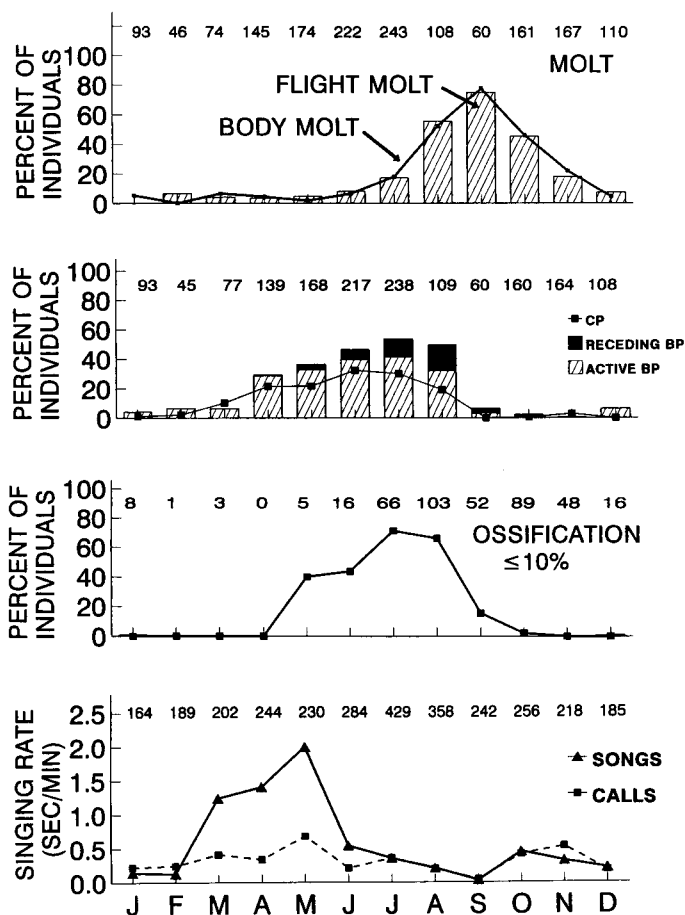 93 46 74 145 174 222 243 108 60 161 167 110
MOLT
FLIGHT MOLT
BODY MOLT
PERCENT OF
INDIVIDUALS
100
80
60
40
20
0
93 45 77 139 168 217 238 109 60 160 164 108
CP
RECEDING BP
ACTIVE BP
PERCENT OF
INDIVIDUALS
100
80
60
40
20
0
8 1 3 0 5 16 66 103 52 89 48 16
OSSIFICATION
≤10%
PERCENT OF
INDIVIDUALS
100
80
60
40
20
0
164 189 202 244 230 284 429 358 242 256 218 185
SONGS
CALLS
SINGING RATE
(SEC/MIN)
2.5
2.0
1.5
1.0
0.5
0.0
J F M A M J J A S O N D